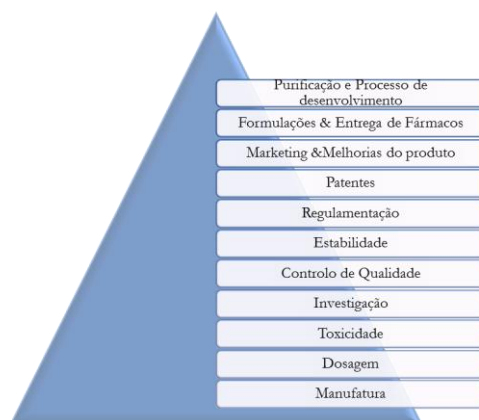 Purificação e Processo de
desenvolvimento
Formulações & Entrega de Fármacos
Marketing &Melhorias do produto
Patentes
Regulamentação
Estabilidade
Controlo de Qualidade
Investigação
Toxicidade
Dosagem
Manufatura